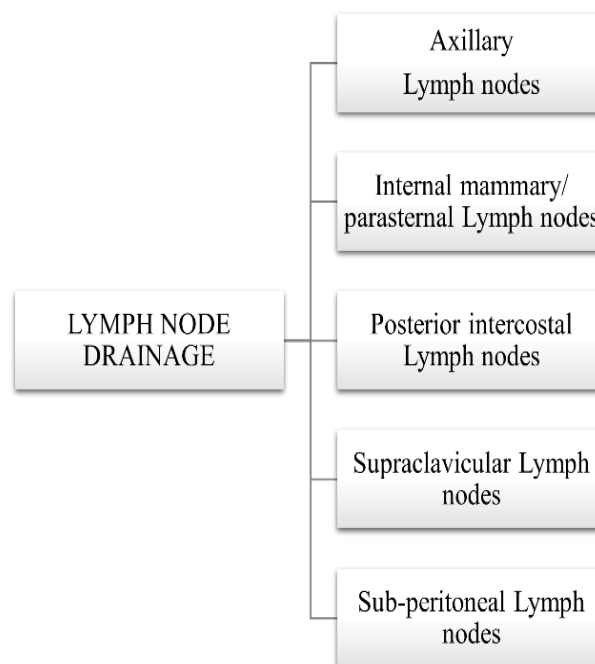 LYMPH NODE
DRAINAGE
Axillary
Lymph nodes
Internal mammary/
parasternal Lymph nodes
Posterior intercostal
Lymph nodes
Supraclavicular Lymph
nodes
Sub-peritoneal Lymph
nodes